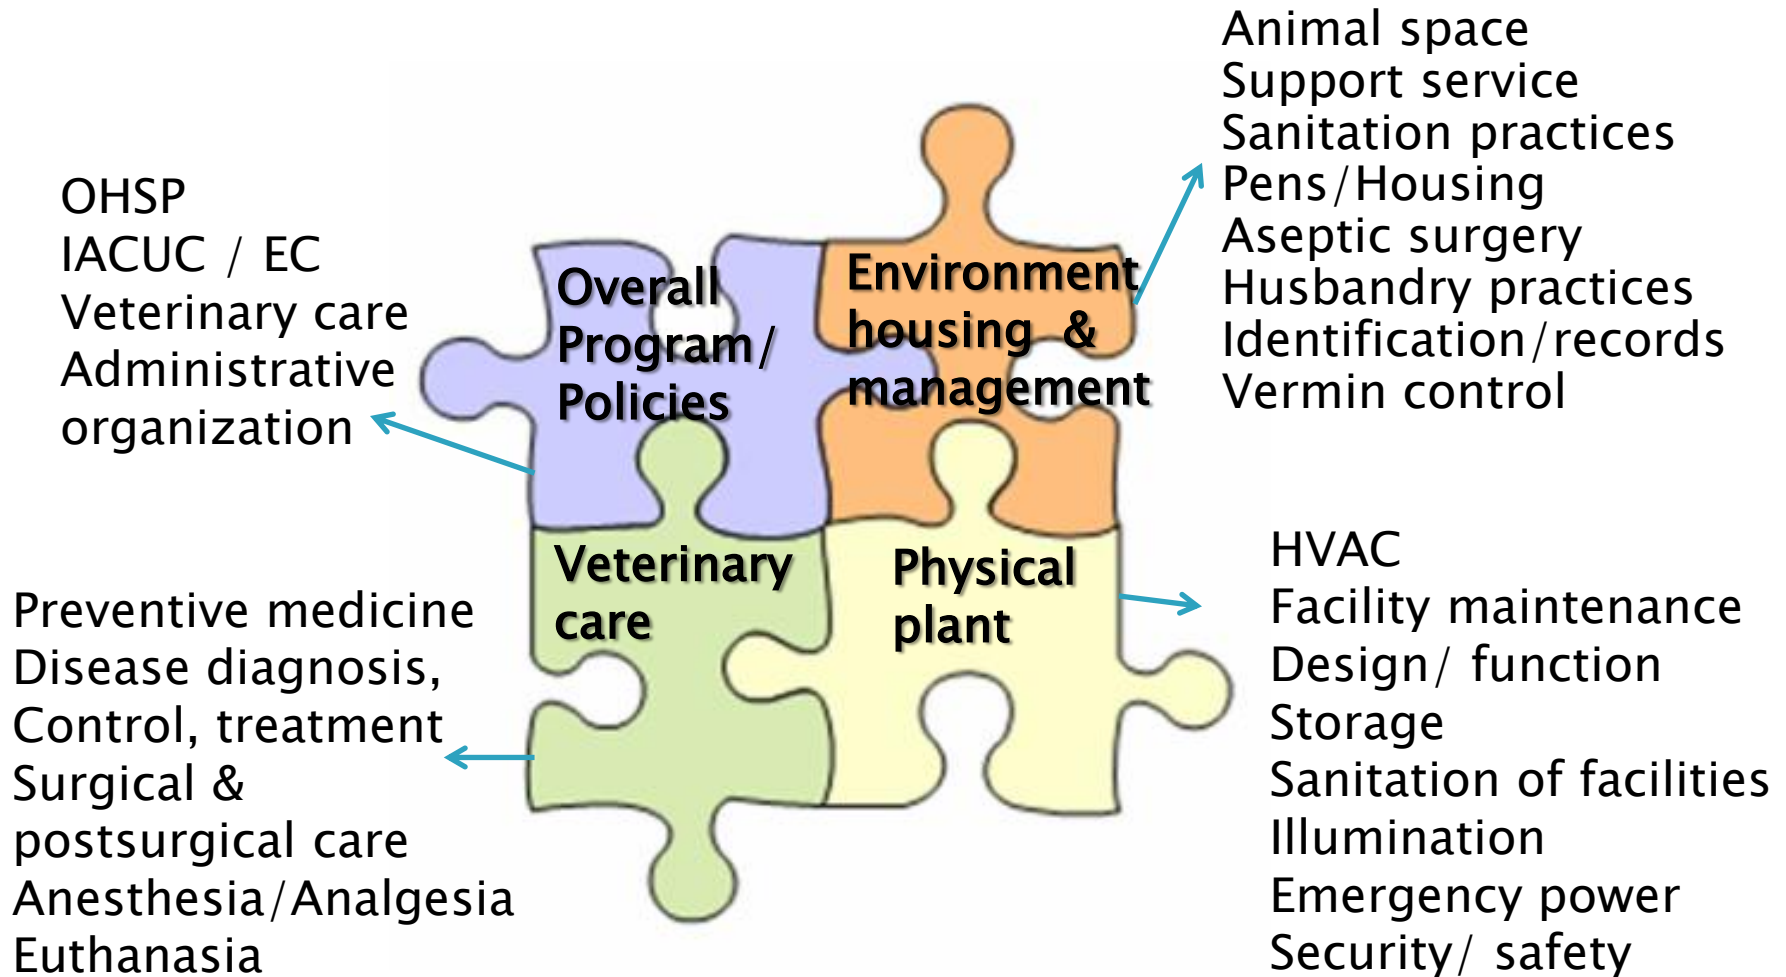 OHSP
IACUC / EC
Veterinary care
Administrative
organization
Overall
Program/
Policies
Environment
housing &
management
Animal space
Support service
Sanitation practices
Pens/Housing
Aseptic surgery
Husbandry practices
Identification/records
Vermin control
Preventive medicine
Disease diagnosis,
Control, treatment
Surgical &
postsurgical care
Anesthesia/Analgesia
Euthanasia
Veterinary
care
Physical
plant
HVAC
Facility maintenance
Design/ function
Storage
Sanitation of facilities
Illumination
Emergency power
Security/ safety